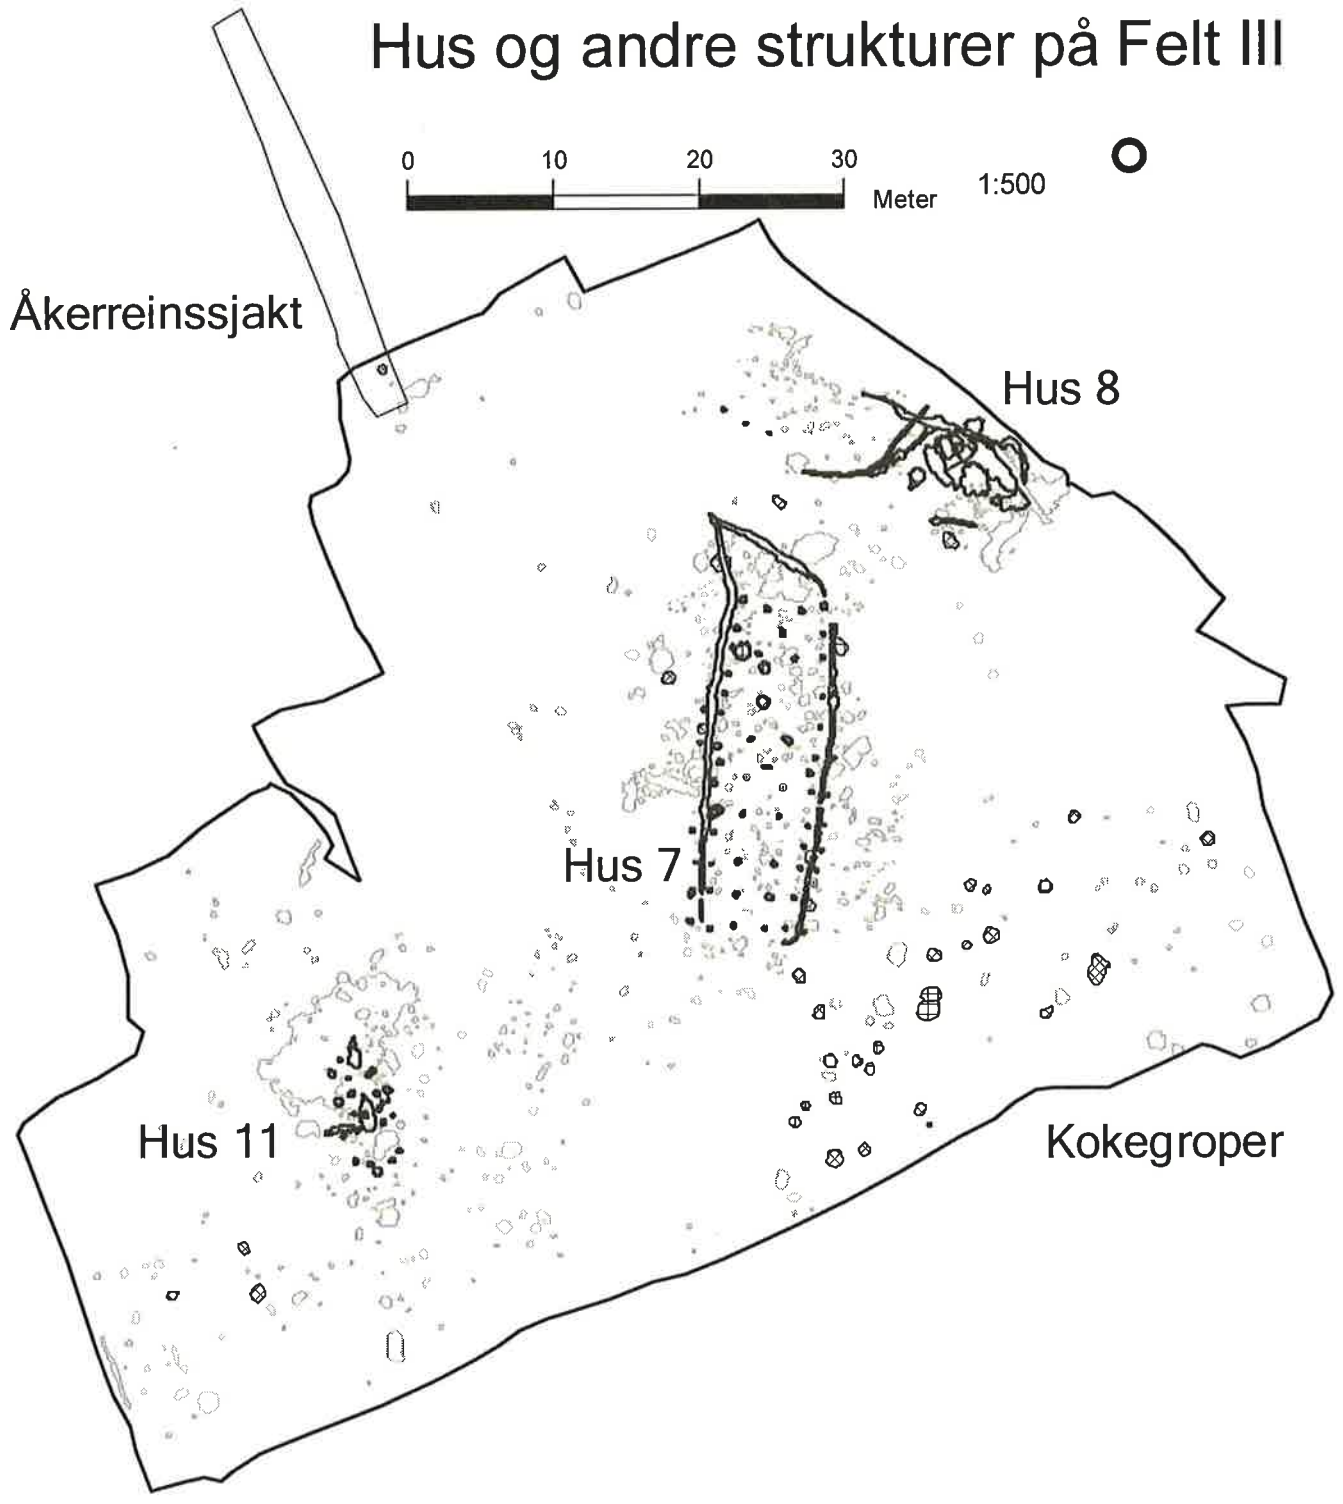 Hus og andre strukturer på Felt III
0 10 20 30
Meter 1:500
Åkerreinssjakt
Hus 8
Hus 7
Hus 11
Kokegroper